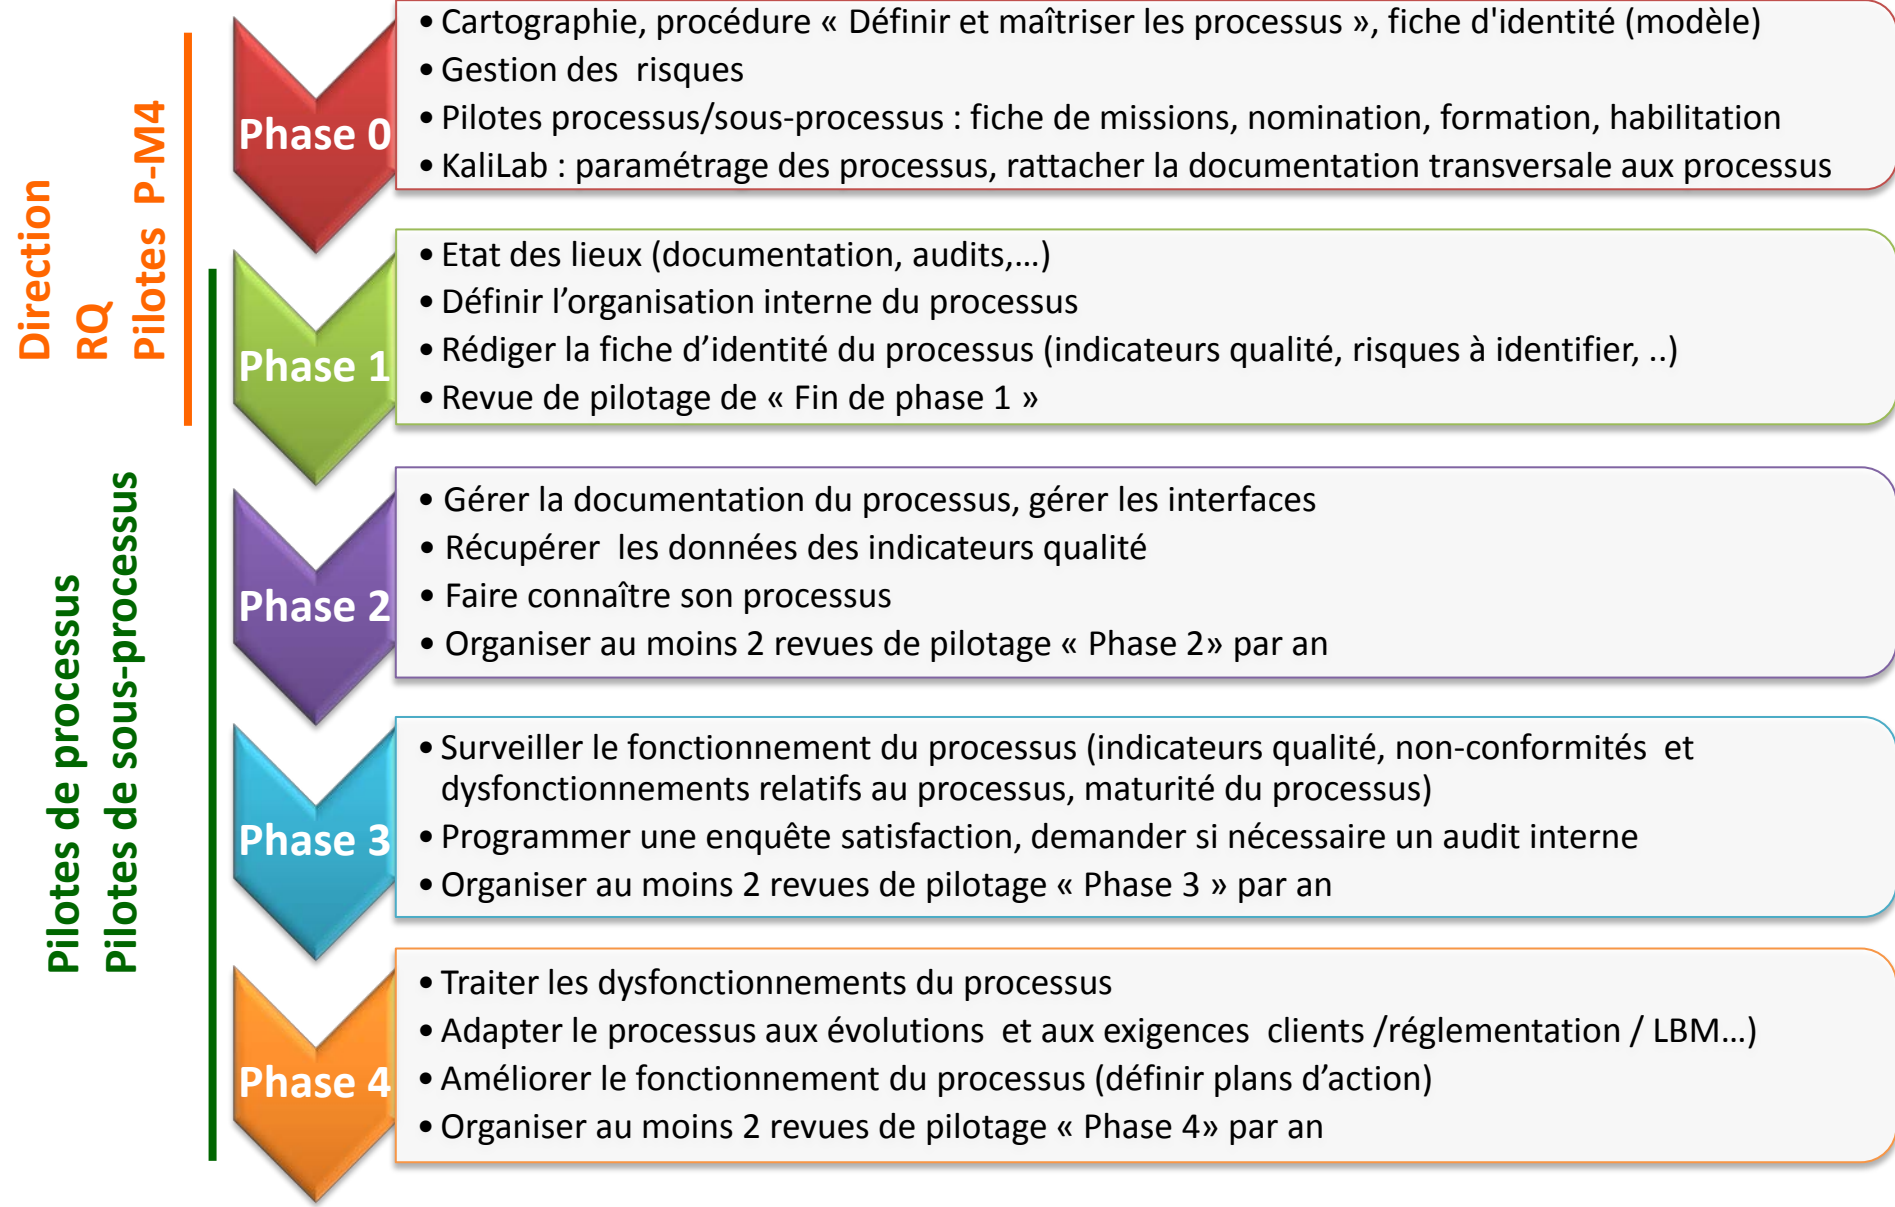 Direction
RQ
Pilotes P-M4
Pilotes de processus
Pilotes de sous-processus
Phase 0
• Cartographie, procédure « Définir et maîtriser les processus », fiche d'identité (modèle)
• Gestion des risques
• Pilotes processus/sous-processus : fiche de missions, nomination, formation, habilitation
• KaliLab : paramétrage des processus, rattacher la documentation transversale aux processus
Phase 1
• Etat des lieux (documentation, audits,…)
• Définir l’organisation interne du processus
• Rédiger la fiche d’identité du processus (indicateurs qualité, risques à identifier, ..)
• Revue de pilotage de « Fin de phase 1 »
Phase 2
• Gérer la documentation du processus, gérer les interfaces
• Récupérer les données des indicateurs qualité
• Faire connaître son processus
• Organiser au moins 2 revues de pilotage « Phase 2» par an
Phase 3
• Surveiller le fonctionnement du processus (indicateurs qualité, non-conformités et
dysfonctionnements relatifs au processus, maturité du processus)
• Programmer une enquête satisfaction, demander si nécessaire un audit interne
• Organiser au moins 2 revues de pilotage « Phase 3 » par an
Phase 4
• Traiter les dysfonctionnements du processus
• Adapter le processus aux évolutions et aux exigences clients /réglementation / LBM…)
• Améliorer le fonctionnement du processus (définir plans d’action)
• Organiser au moins 2 revues de pilotage « Phase 4» par an